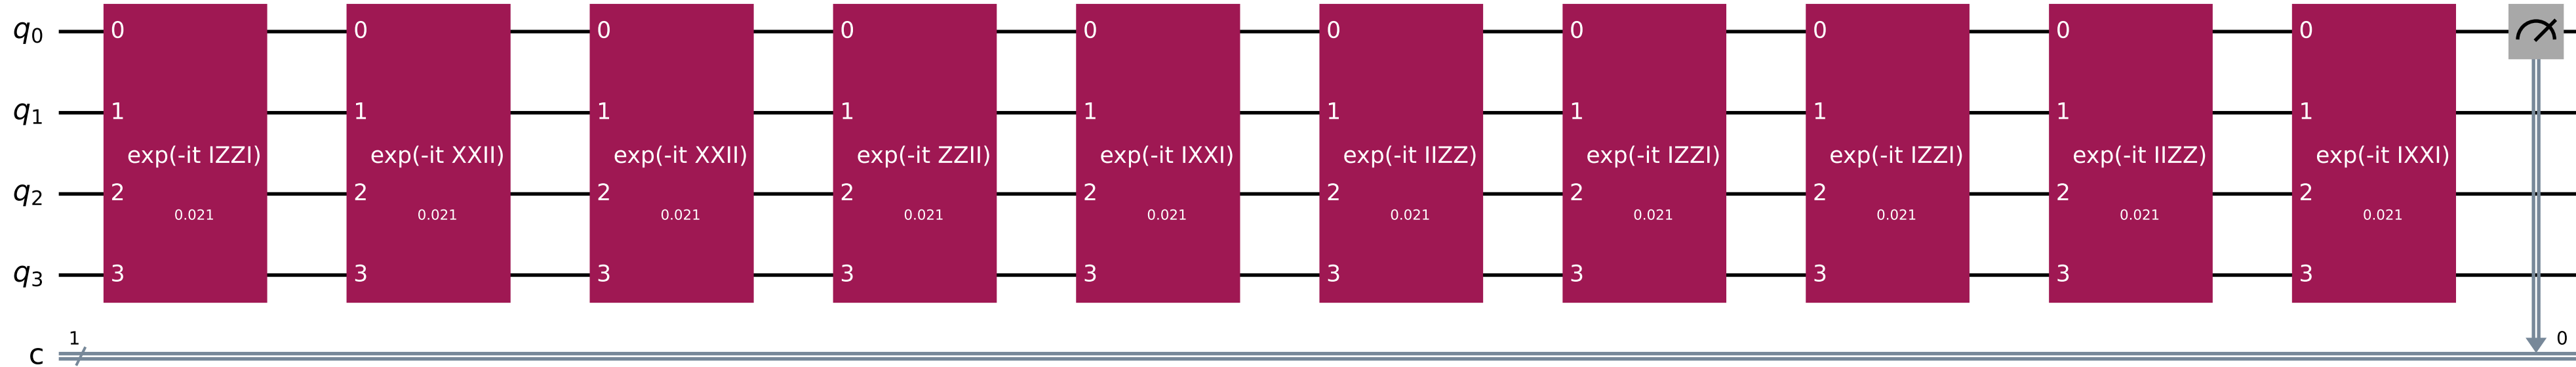 q0 0 0 0 0 0 0 0 0 0 0
q1 1 1 1 1 1 1 1 1 1 1
exp(-it IZZI) exp(-it XXII) exp(-it XXII) exp(-it ZZII) exp(-it IXXI) exp(-it IIZZ) exp(-it IZZI) exp(-it IZZI) exp(-it IIZZ) exp(-it IXXI)
q2 2 2 2 2 2 2 2 2 2 2
0.021 0.021 0.021 0.021 0.021 0.021 0.021 0.021 0.021 0.021
q3 3 3 3 3 3 3 3 3 3 3
1 0
c